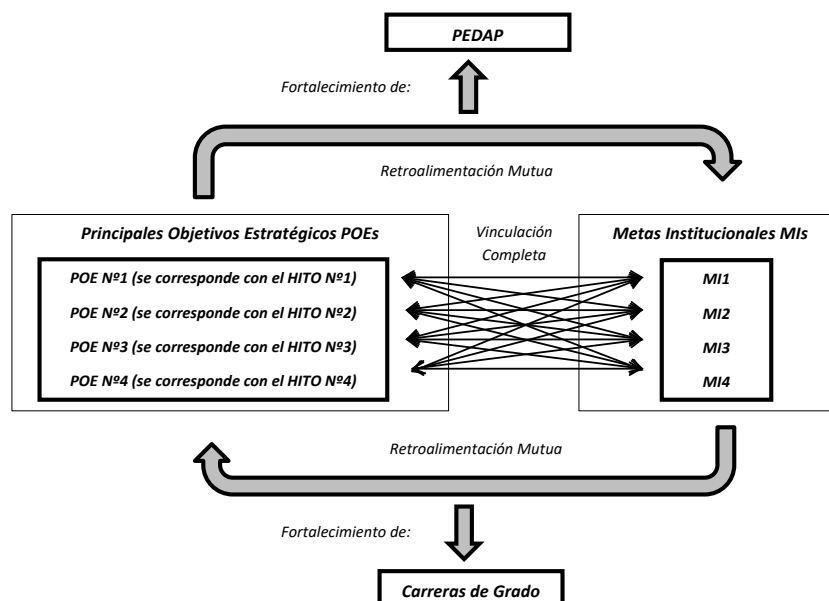 PEDAP
Fortalecimiento de:
Retroalimentación Mutua
Principales Objetivos Estratégicos POEs
POE Nº1 (se corresponde con el HITO Nº1)
POE Nº2 (se corresponde con el HITO Nº2)
POE Nº3 (se corresponde con el HITO Nº3)
POE Nº4 (se corresponde con el HITO Nº4)
Vinculación
Completa
Metas Institucionales MIs
MI1
MI2
MI3
MI4
Retroalimentación Mutua
Fortalecimiento de:
Carreras de Grado